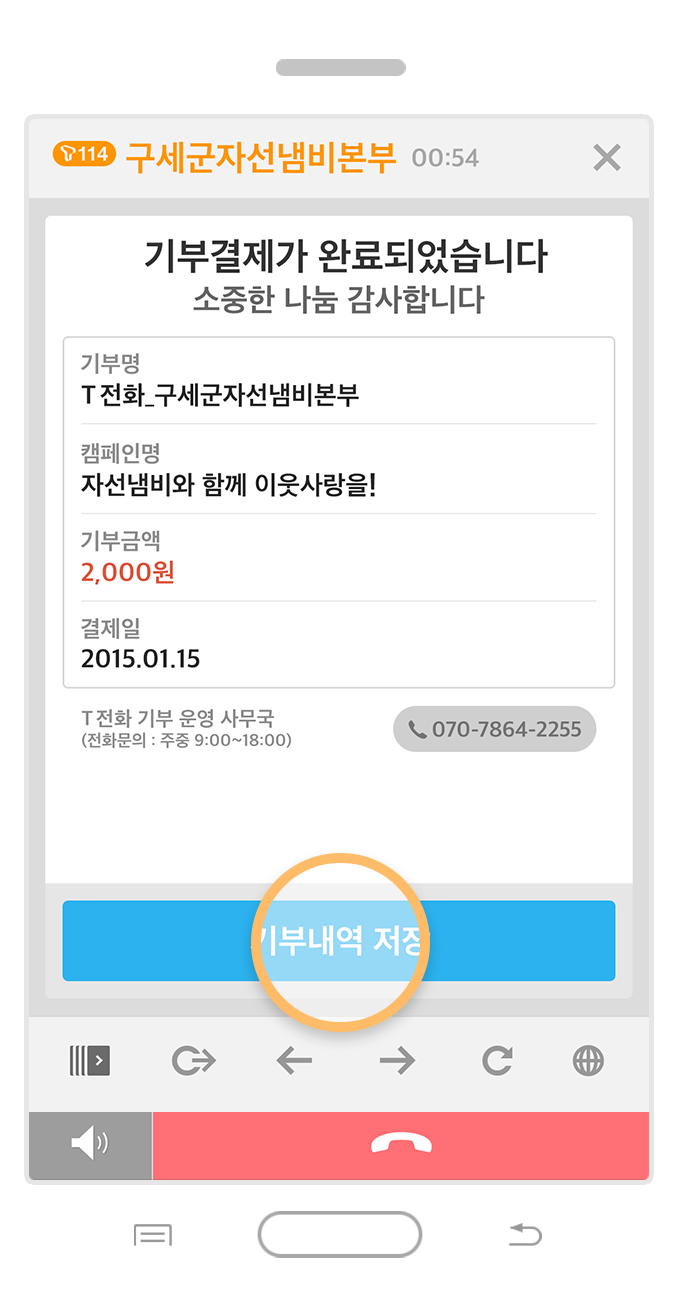 114 구세군자선냄비본부 00:54
기부결제가 완료되었습니다
소중한 나눔 감사합니다
기부명
T 전화_구세군자선냄비본부
캠페인명
자선냄비와 함께 이웃사랑을!
기부금액
2,000원
결제일
2015.01.15
T 전화 기부 운영 사무국
(전화문의 : 주중 9:00~18:00)
070-7864-2255
기부내역 저장